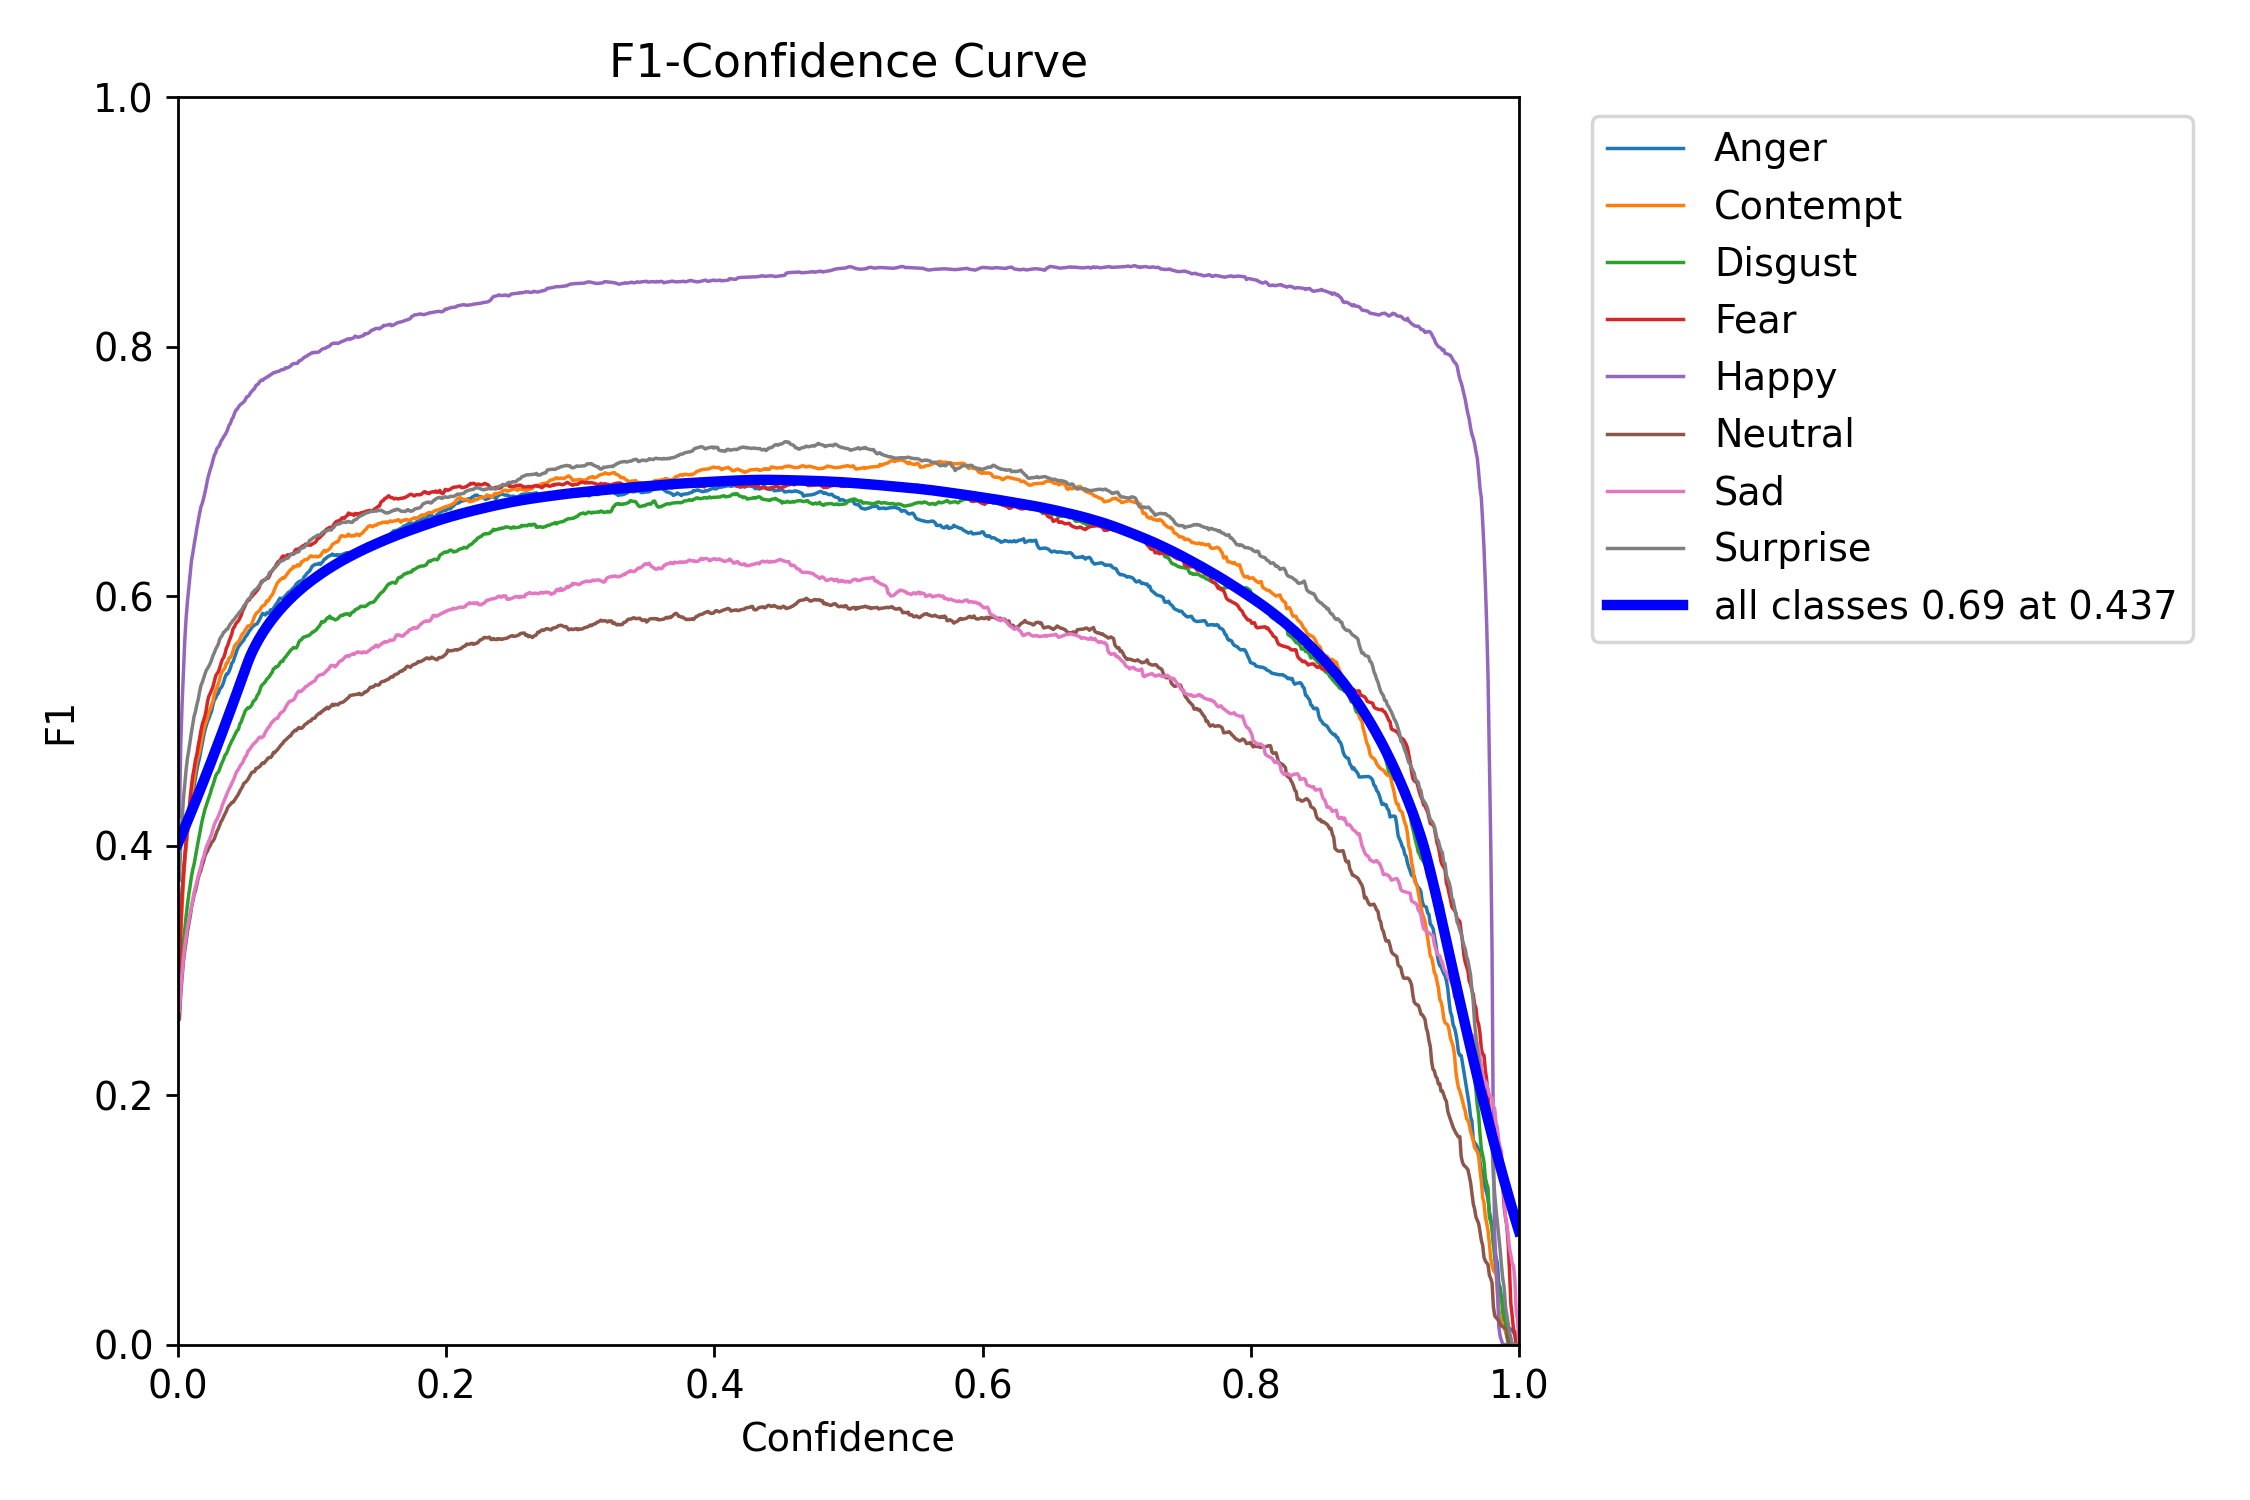 F1-Confidence Curve
1.0
0.8
0.6
0.4
0.2
0.0
F1
0.0 0.2 0.4 0.6 0.8 1.0
Confidence
Anger
Contempt
Disgust
Fear
Happy
Neutral
Sad
Surprise
all classes 0.69 at 0.437